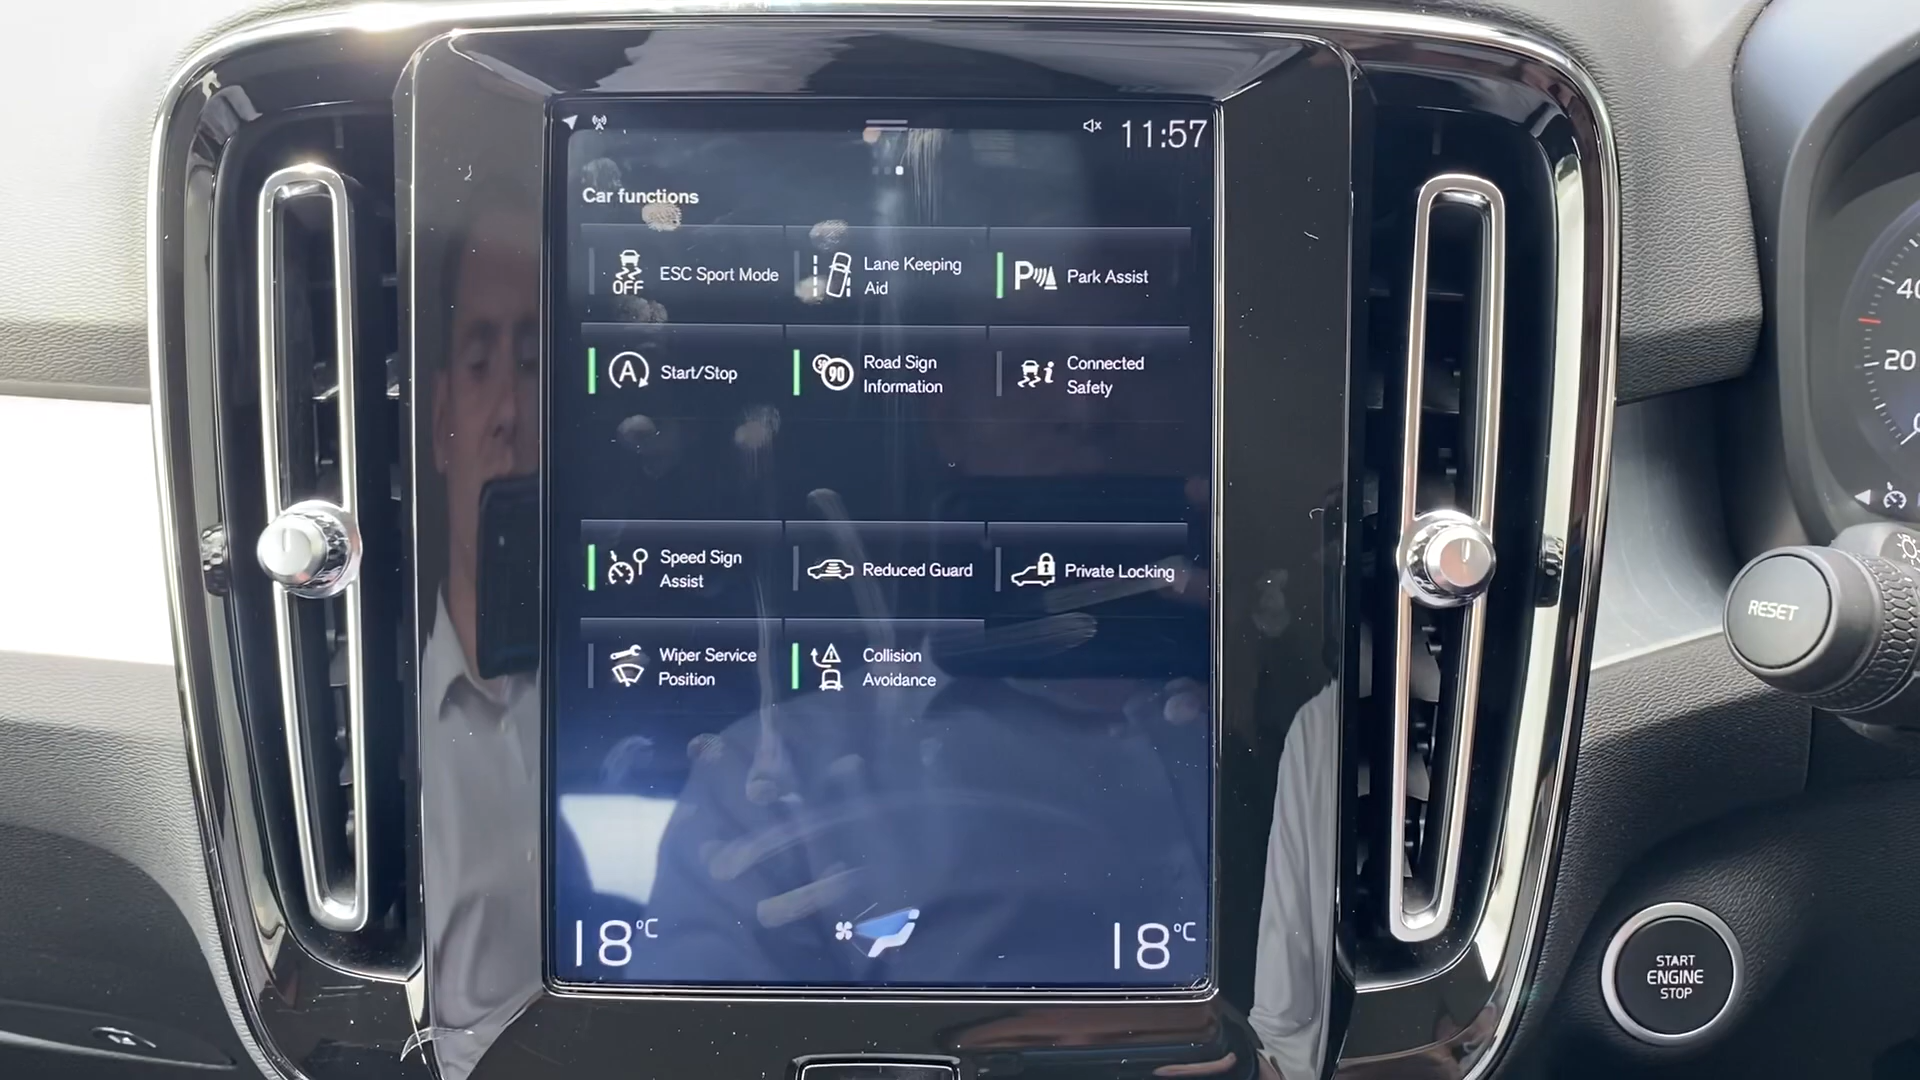 11:57
Car functions
OFF
ESC Sport Mode
Lane Keeping
Aid
P
Park Assist
A
Start/Stop
90
Road Sign
Information
Connected
Safety
Speed Sign
Assist
Reduced Guard
Private Locking
Wiper Service
Position
Collision
Avoidance
18°C
18°C
40
20
0
RESET
START
ENGINE
STOP